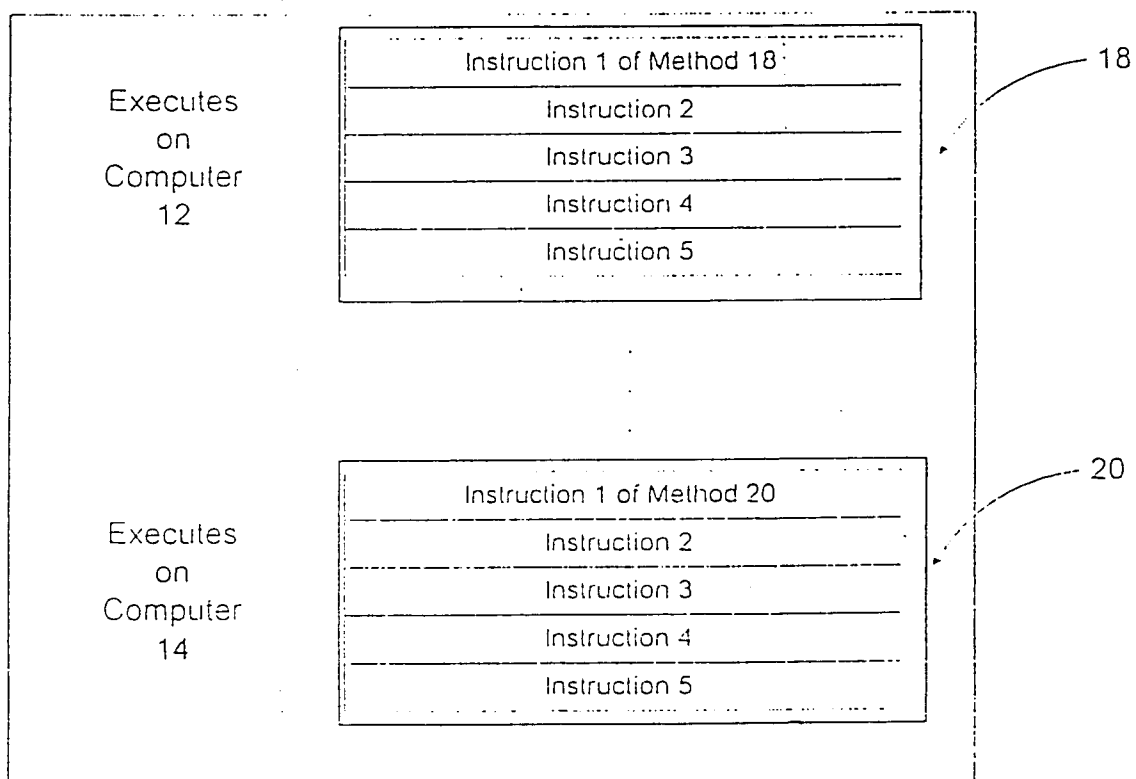 Executes
on
Computer
12
Instruction 1 of Method 18
Instruction 2
Instruction 3
Instruction 4
Instruction 5
18
Executes
on
Computer
14
Instruction 1 of Method 20
Instruction 2
Instruction 3
Instruction 4
Instruction 5
20